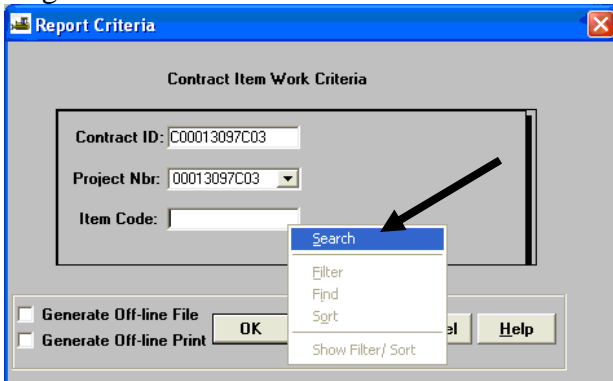 Report Criteria
Contract Item Work Criteria
Contract ID: C00013097C03
Project Nbr: 00013097C03
Item Code:
Search
Filter
Find
Sort
Show Filter/ Sort
Generate Off-line File
Generate Off-line Print
OK
el
Help